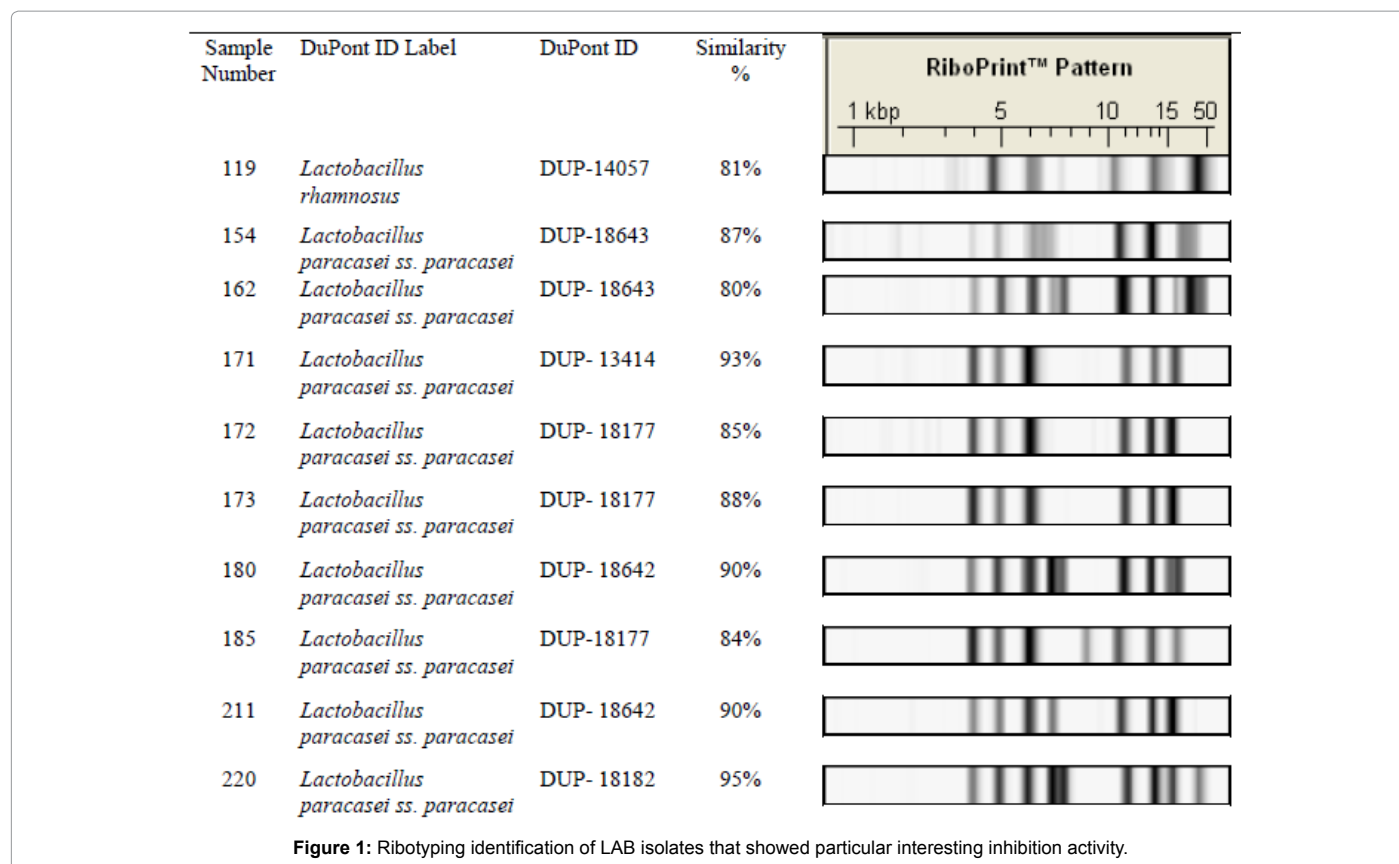 Sample DuPont ID Label DuPont ID Similarity
Number %
RiboPrint™ Pattern
1 kbp 5 10 15 50
119 Lactobacillus DUP-14057 81%
rhamnosus
154 Lactobacillus DUP-18643 87%
paracasei ss. paracasei
162 Lactobacillus DUP- 18643 80%
paracasei ss. paracasei
171 Lactobacillus DUP- 13414 93%
paracasei ss. paracasei
172 Lactobacillus DUP- 18177 85%
paracasei ss. paracasei
173 Lactobacillus DUP- 18177 88%
paracasei ss. paracasei
180 Lactobacillus DUP- 18642 90%
paracasei ss. paracasei
185 Lactobacillus DUP-18177 84%
paracasei ss. paracasei
211 Lactobacillus DUP- 18642 90%
paracasei ss. paracasei
220 Lactobacillus DUP- 18182 95%
paracasei ss. paracasei
Figure 1: Ribotyping identification of LAB isolates that showed particular interesting inhibition activity.